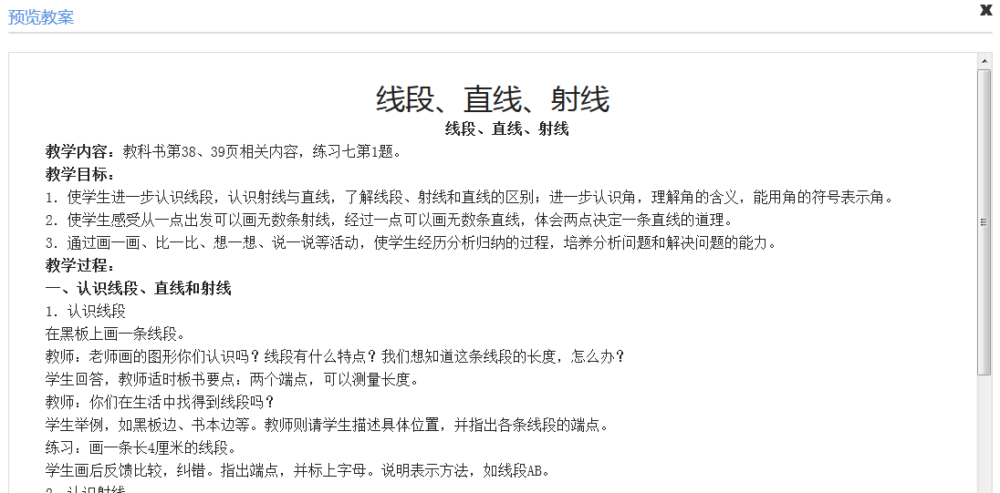 预览教案
x
线段、直线、射线
线段、直线、射线
教学内容：教科书第38、39页相关内容，练习七第1题。
教学目标：
1．使学生进一步认识线段，认识射线与直线，了解线段、射线和直线的区别；进一步认识角，理解角的含义，能用角的符号表示角。
2．使学生感受从一点出发可以画无数条射线，经过一点可以画无数条直线，体会两点决定一条直线的道理。
3．通过画一画、比一比、想一想、说一说等活动，使学生经历分析归纳的过程，培养分析问题和解决问题的能力。
教学过程：
一、认识线段、直线和射线
1．认识线段
在黑板上画一条线段。
教师：老师画的图形你们认识吗？线段有什么特点？我们想知道这条线段的长度，怎么办？
学生回答，教师适时板书要点：两个端点，可以测量长度。
教师：你们在生活中找得到线段吗？
学生举例，如黑板边、书本边等。教师则请学生描述具体位置，并指出各条线段的端点。
练习：画一条长4厘米的线段。
学生画后反馈比较，纠错。指出端点，并标上字母。说明表示方法，如线段AB。
2．认识射线